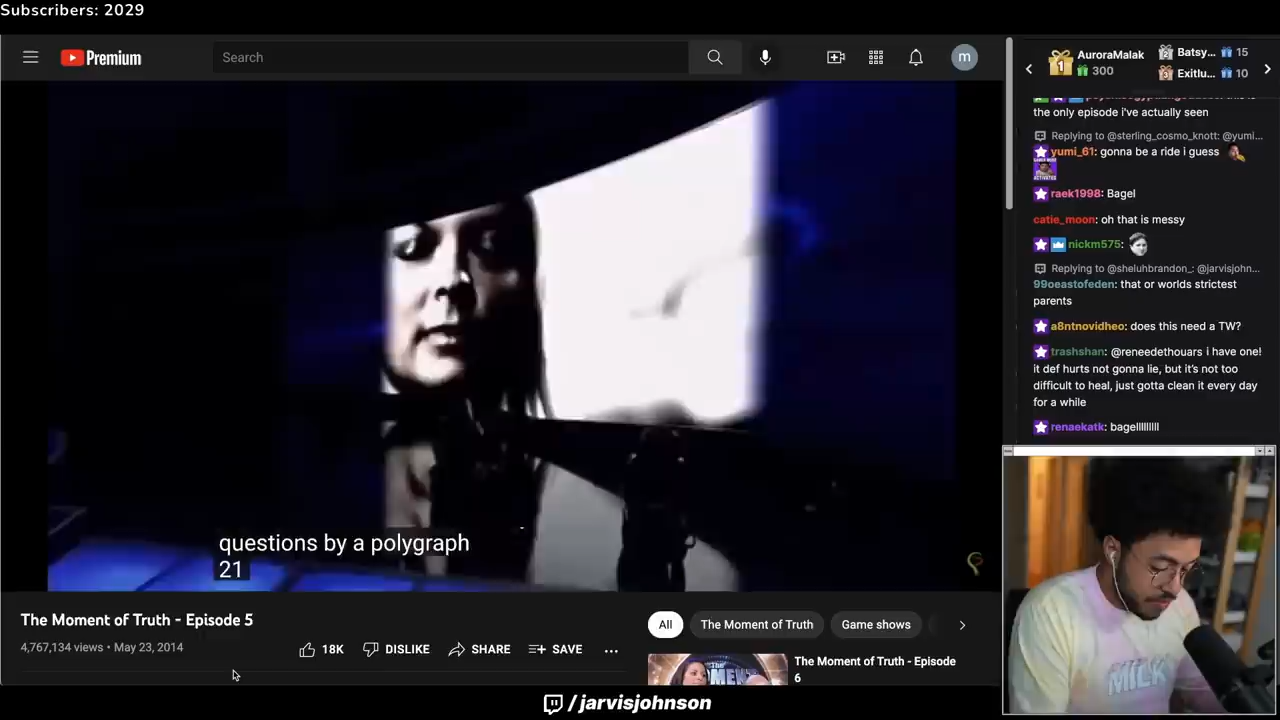 Subscribers: 2029
Premium
Search
m
AuroraMalak
300
Batsy... 15
Exitlu... 10
the only episode i've actually seen
Replying to @sterling_cosmo_knott: @yumi...
yumi_61: gonna be a ride i guess
raek1998: Bagel
catie_moon: oh that is messy
nickm575:
Replying to @sheluhbrandon_: @jarvisjohn...
99oeastofeden: that or worlds strictest
parents
a8ntnovidheo: does this need a TW?
trashshan: @reneedethouars i have one!
it def hurts not gonna lie, but it's not too
difficult to heal, just gotta clean it every day
for a while
renaekatk: bagelllllllll
questions by a polygraph
21
The Moment of Truth - Episode 5
4,767,134 views • May 23, 2014
18K
DISLIKE
SHARE
SAVE
All
The Moment of Truth
Game shows
The Moment of Truth - Episode
6
MILK
/jarvisjohnson